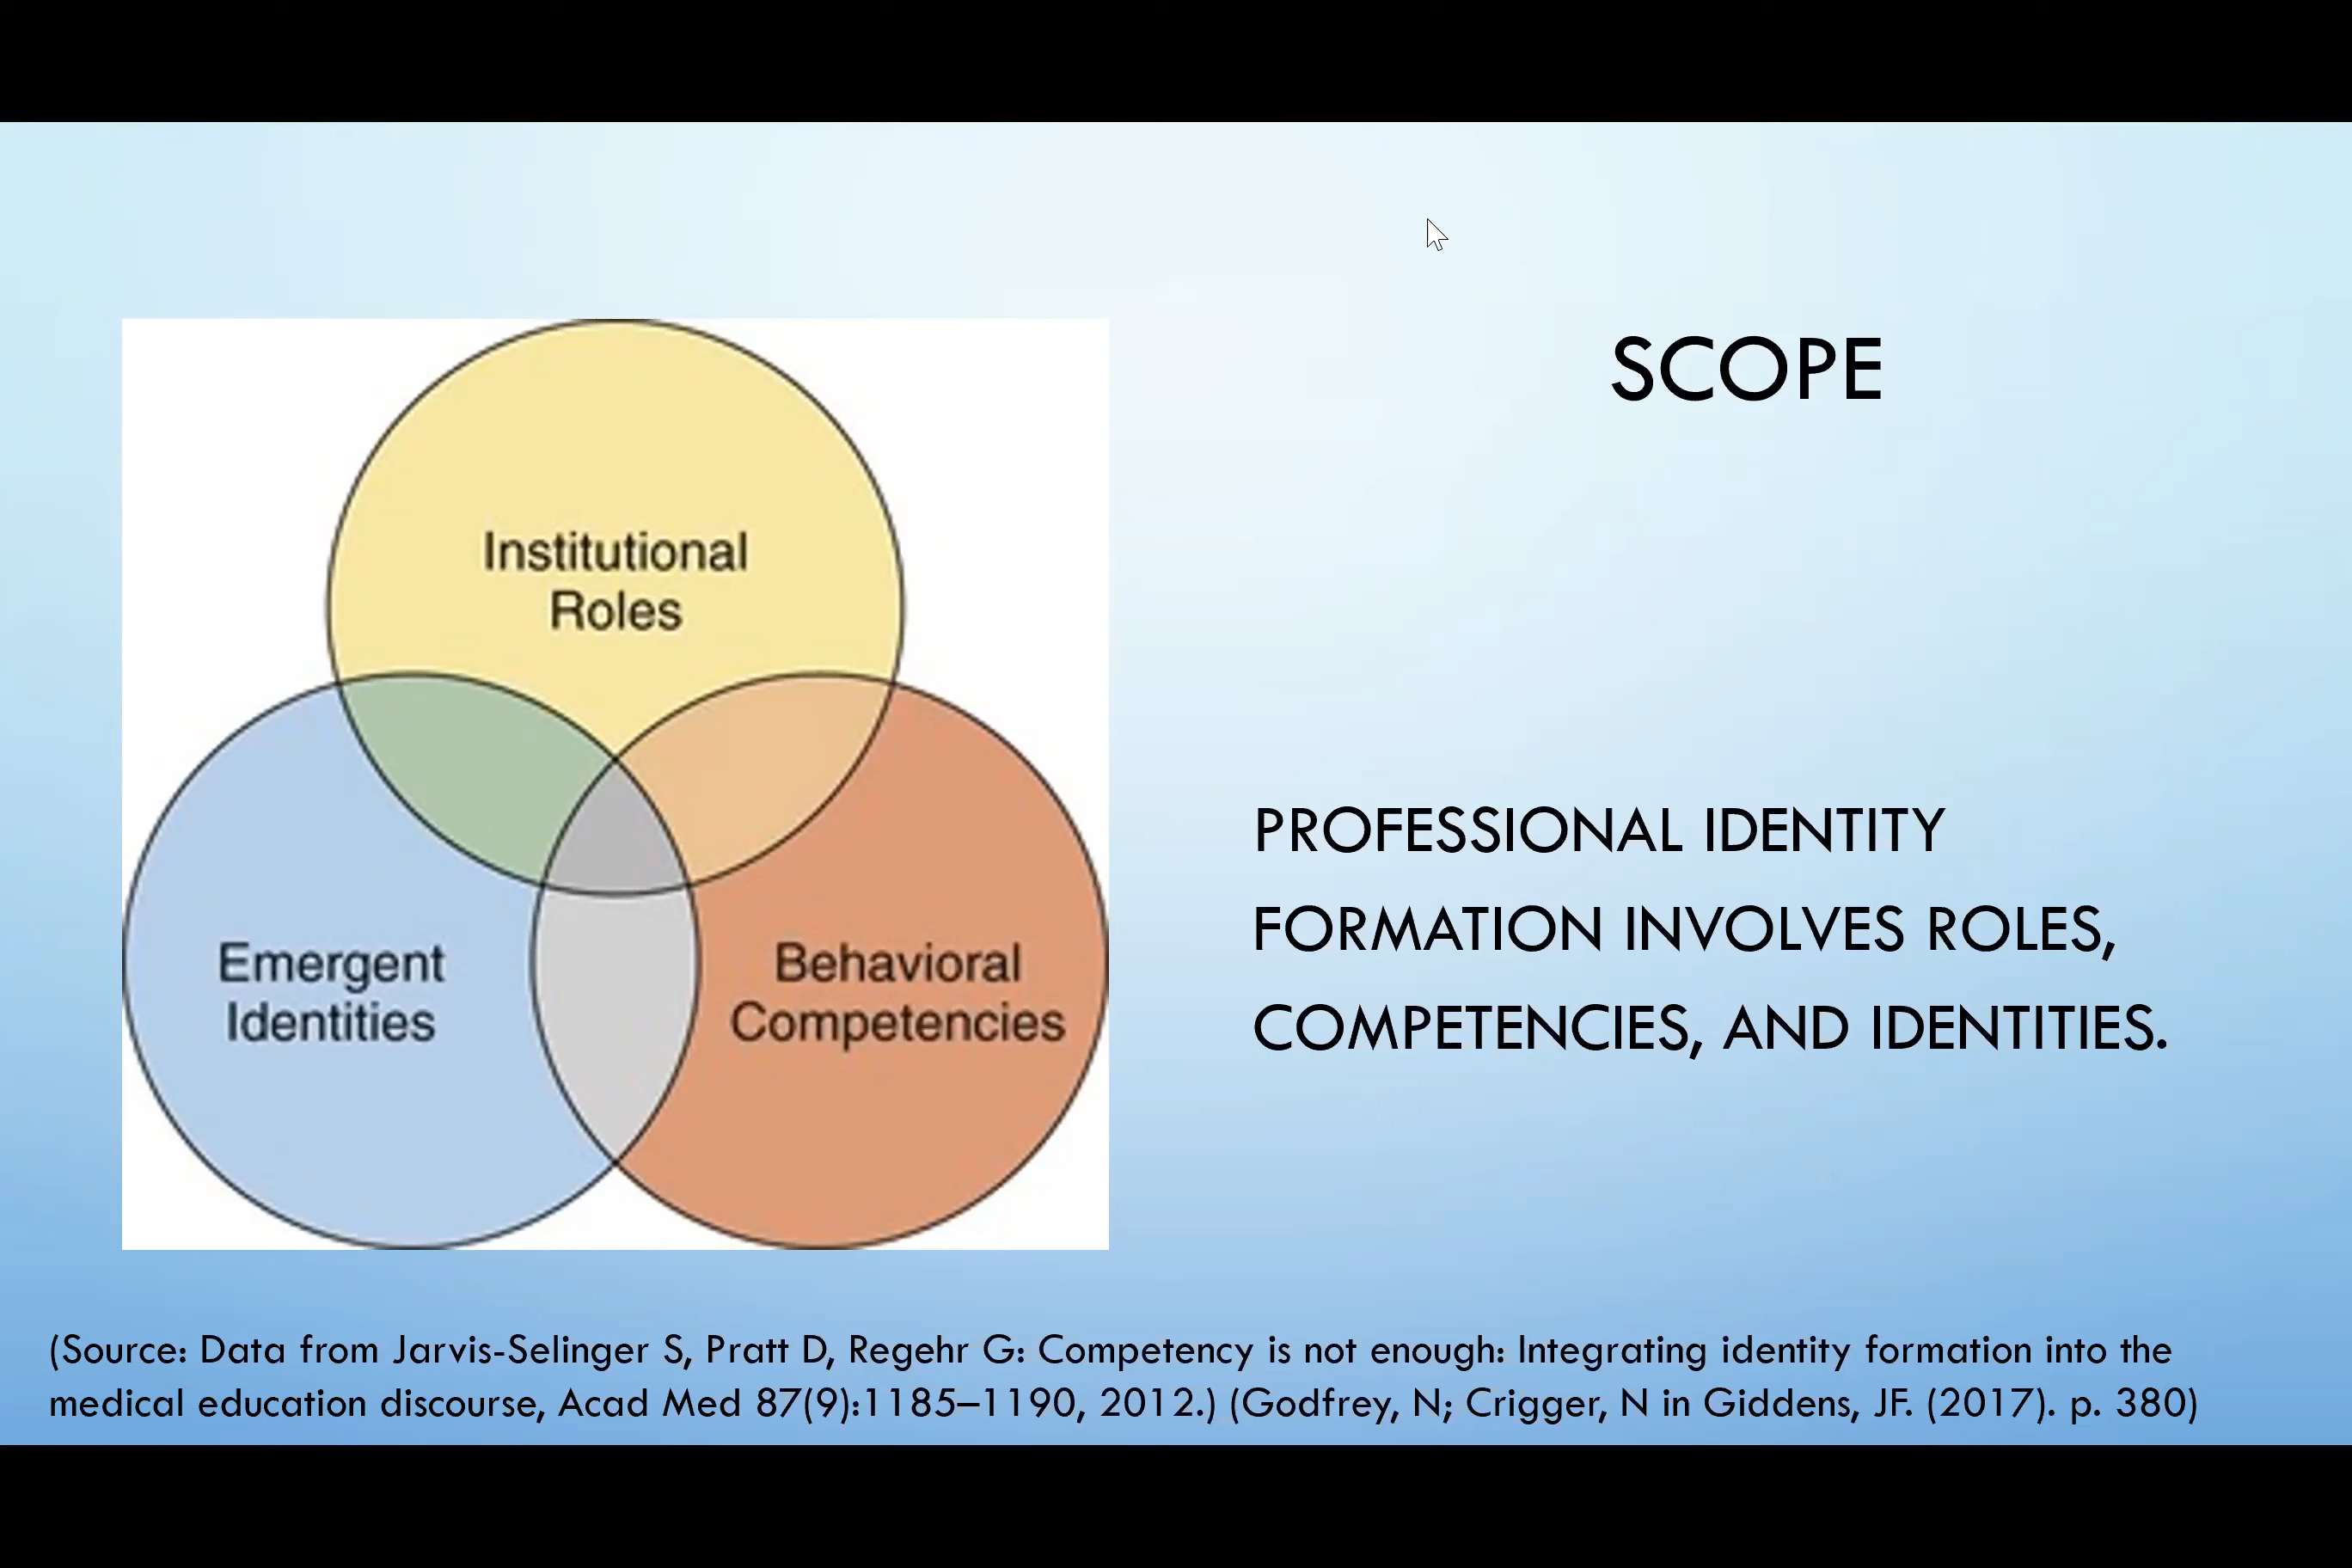 SCOPE
Institutional
Roles
Emergent
Identities
Behavioral
Competencies
PROFESSIONAL IDENTITY
FORMATION INVOLVES ROLES,
COMPETENCIES, AND IDENTITIES.
(Source: Data from Jarvis-Selinger S, Pratt D, Regehr G: Competency is not enough: Integrating identity formation into the
medical education discourse, Acad Med 87(9):1185–1190, 2012.) (Godfrey, N; Crigger, N in Giddens, JF. (2017). p. 380)